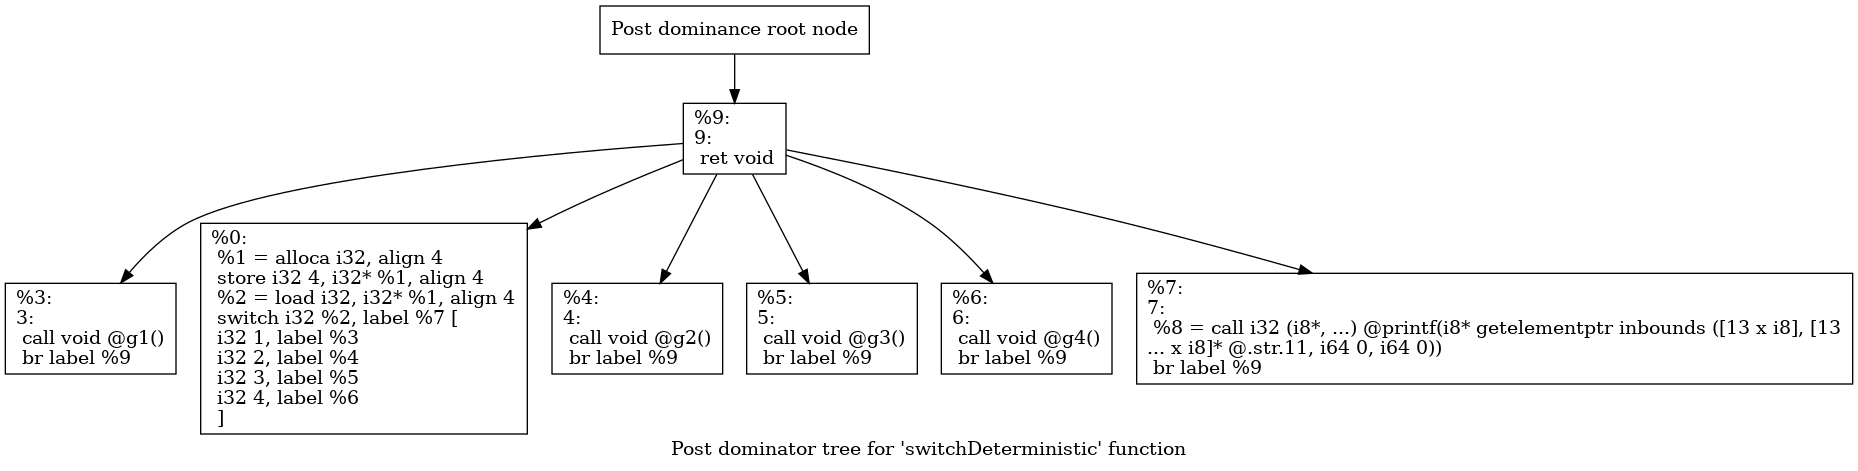 Post dominance root node
%9:
9:
ret void
%3:
3:
call void @g1()
br label %9
%0:
%1 = alloca i32, align 4
store i32 4, i32* %1, align 4
%2 = load i32, i32* %1, align 4
switch i32 %2, label %7 [
i32 1, label %3
i32 2, label %4
i32 3, label %5
i32 4, label %6
]
%4:
4:
call void @g2()
br label %9
%5:
5:
call void @g3()
br label %9
%6:
6:
call void @g4()
br label %9
%7:
7:
%8 = call i32 (i8*, ...) @printf(i8* getelementptr inbounds ([13 x i8], [13
... x i8]* @.str.11, i64 0, i64 0))
br label %9
Post dominator tree for 'switchDeterministic' function